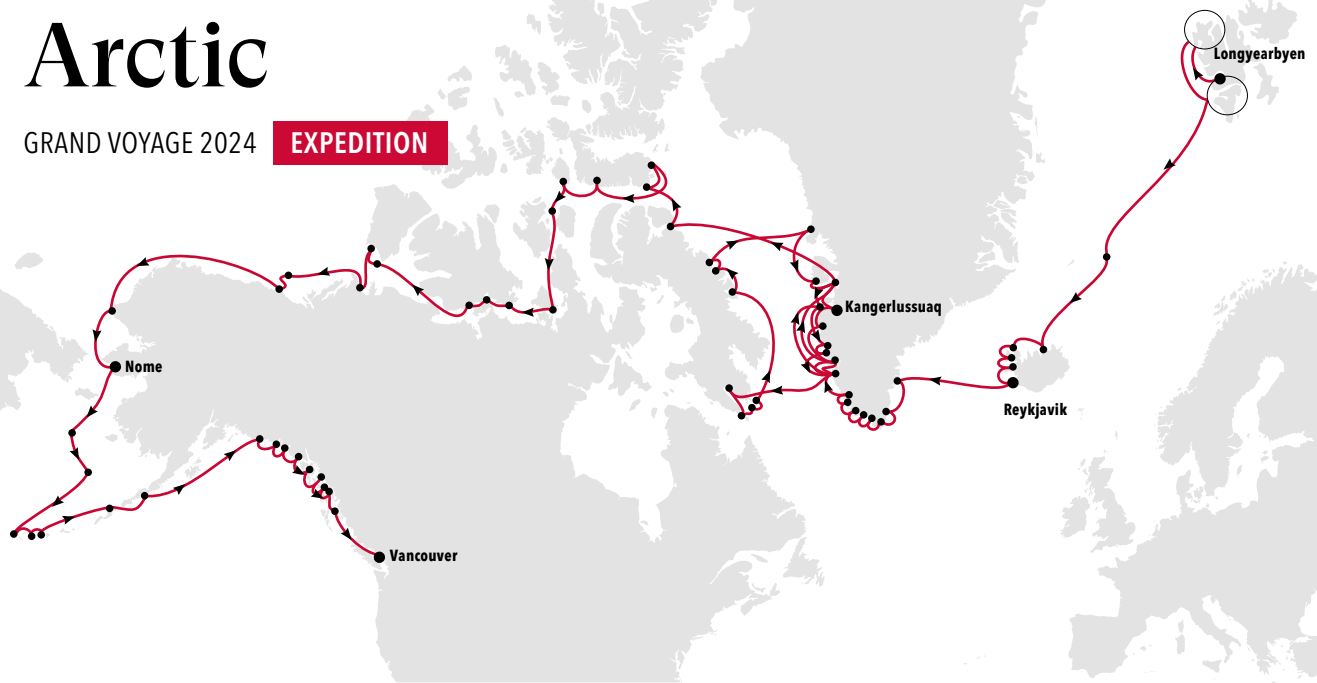 Arctic
GRAND VOYAGE 2024 EXPEDITION
Longyearbyen
Kangerlussuaq
Nome
Reykjavik
Vancouver